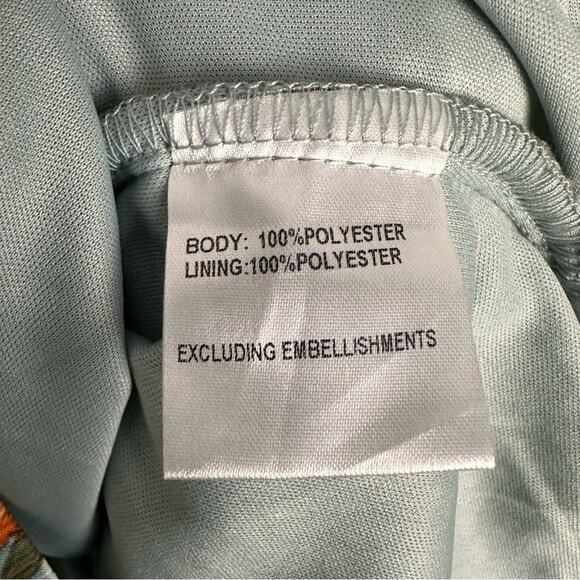 BODY: 100%POLYESTER
LINING:100%POLYESTER
EXCLUDING EMBELLISHMENTS